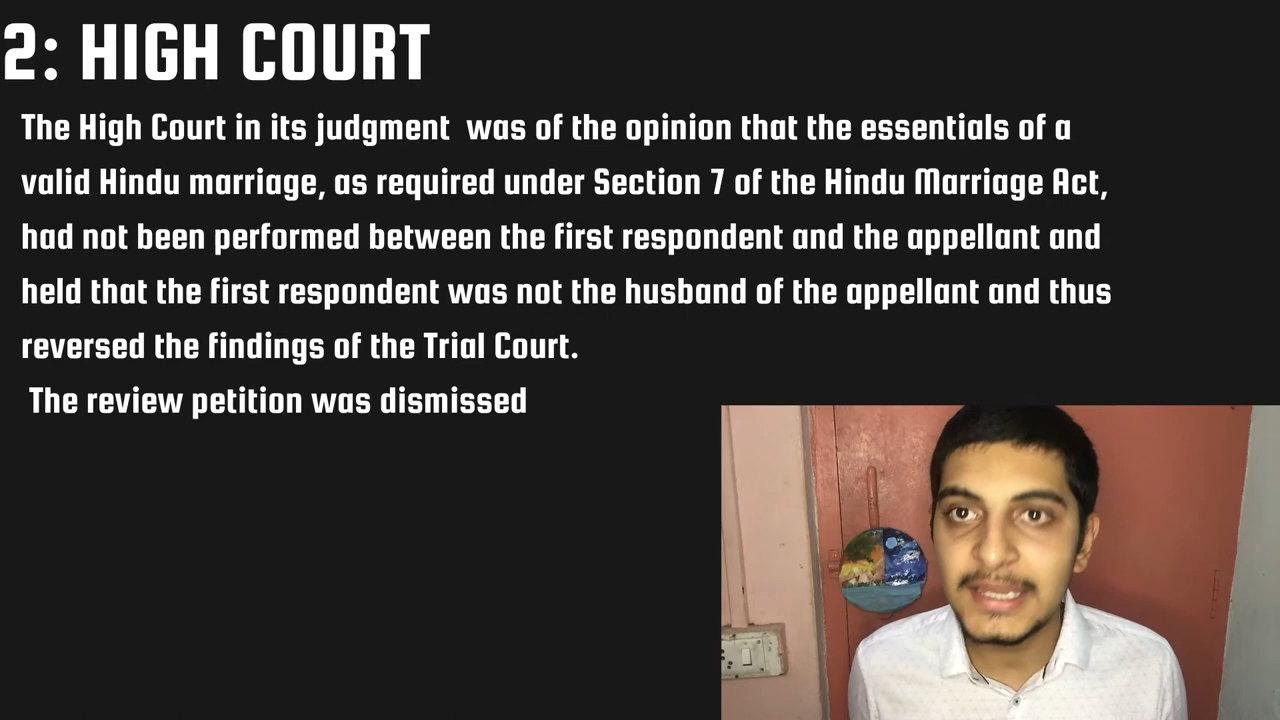 2: HIGH COURT
The High Court in its judgment was of the opinion that the essentials of a
valid Hindu marriage, as required under Section 7 of the Hindu Marriage Act,
had not been performed between the first respondent and the appellant and
held that the first respondent was not the husband of the appellant and thus
reversed the findings of the Trial Court.
The review petition was dismissed